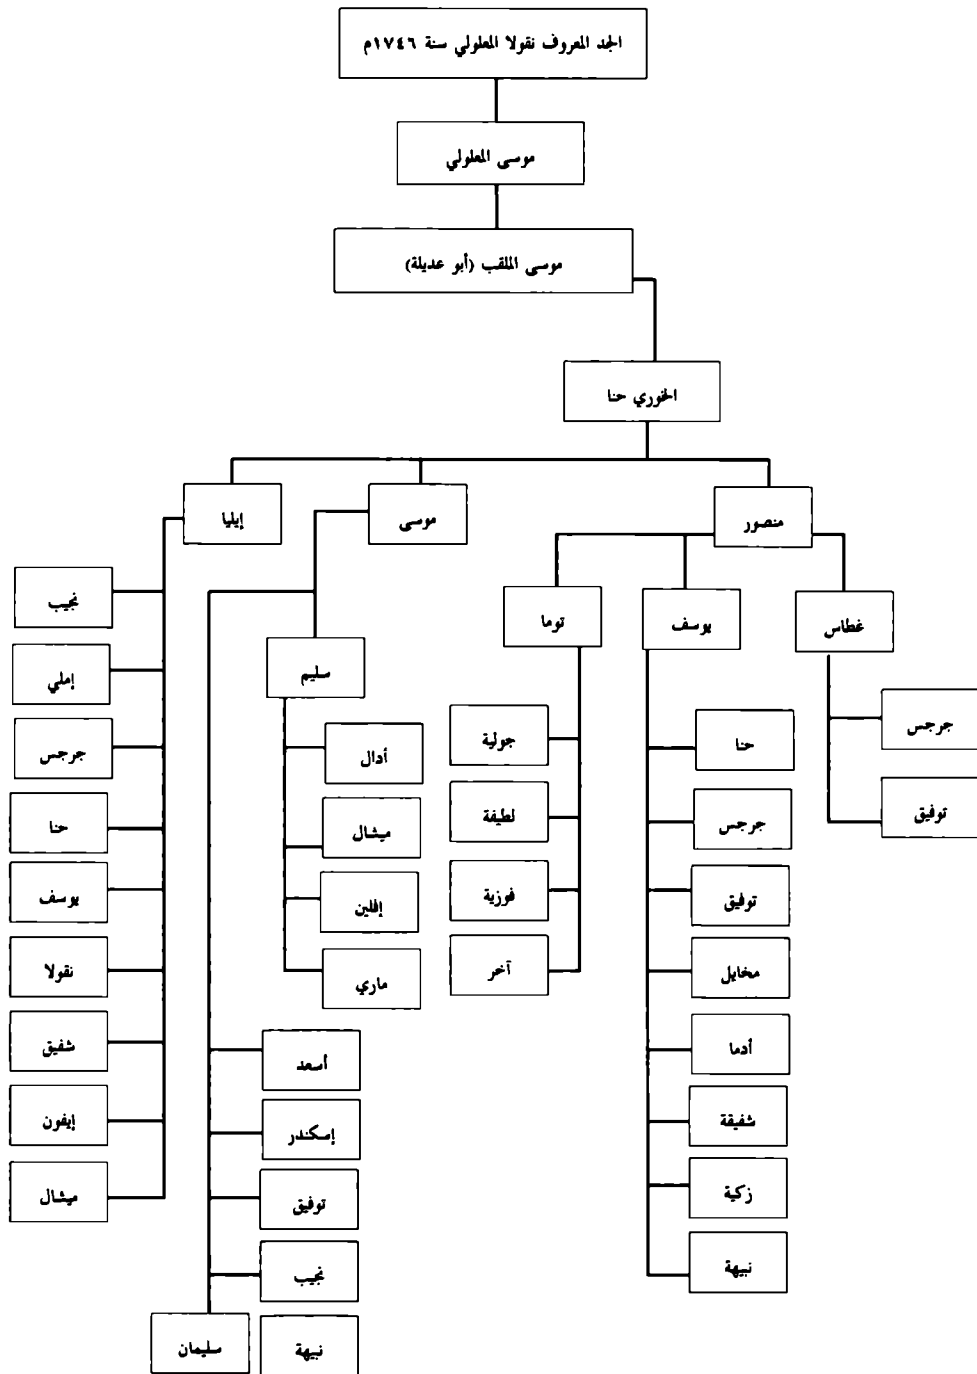 الجد المعروف نقولا المعلولي سنة ١٧٤٦م
موسى المعلولي
موسى الملقب (أبو عديلة)
الخوري حنا
منصور
موسى
إيليا
غطاس
يوسف
توما
سليم
جرجس
توفيق
حنا
جرجس
توفيق
مخايل
أدما
شفيقة
زكية
نبيهة
جولية
لطيفة
فوزية
آخر
أدال
ميشال
إفلين
ماري
أسعد
إسكندر
توفيق
نجيب
نبيهة
سليمان
نجيب
إملي
جرجس
حنا
يوسف
نقولا
شفيق
إيفون
ميشال